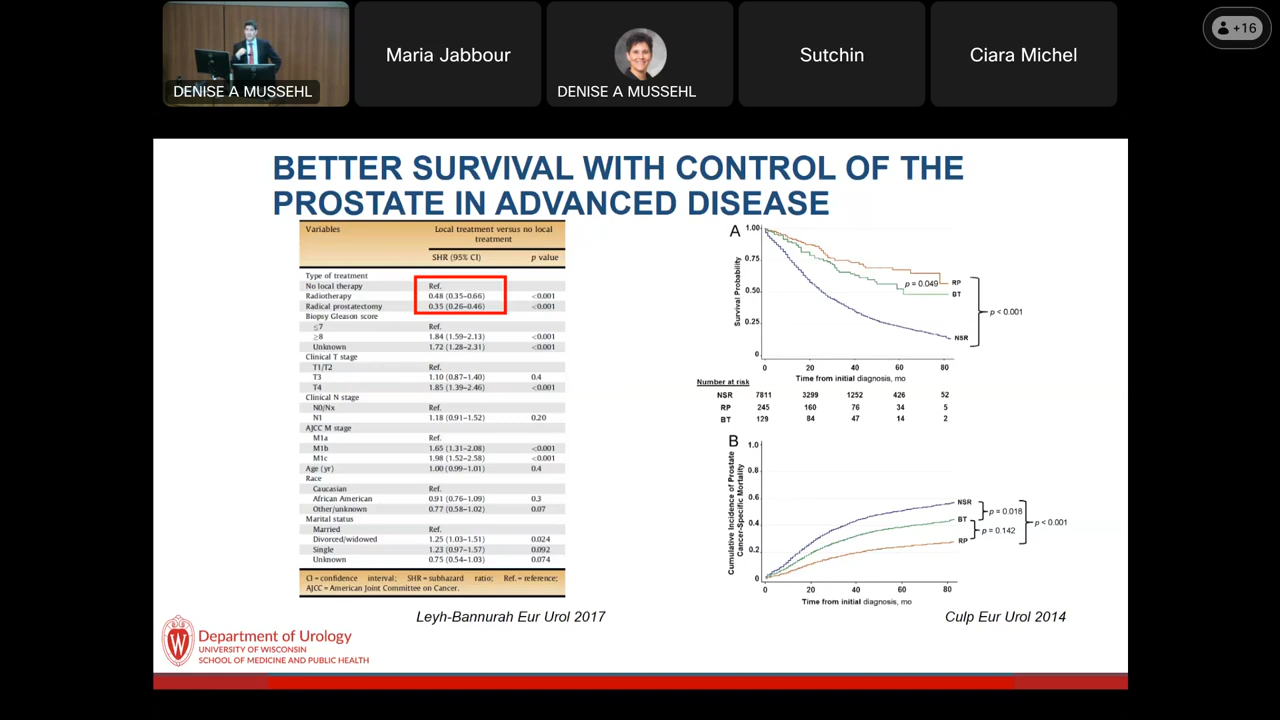 DENISE A MUSSEHL
Maria Jabbour
DENISE A MUSSEHL
Sutchin
Ciara Michel
+16
BETTER SURVIVAL WITH CONTROL OF THE
PROSTATE IN ADVANCED DISEASE
Variables Local treatment versus no local
treatment
SHR (95% CI) p value
Type of treatment
No local therapy Ref.
Radiotherapy 0.48 (0.35–0.66) <0.001
Radical prostatectomy 0.35 (0.26–0.46) <0.001
Biopsy Gleason score
≤7 Ref.
≥8 1.84 (1.59–2.13) <0.001
Unknown 1.72 (1.28–2.31) <0.001
Clinical T stage
T1/T2 Ref.
T3 1.10 (0.87–1.40) 0.4
T4 1.85 (1.39–2.46) <0.001
Clinical N stage
N0/Nx Ref.
N1 1.18 (0.91–1.52) 0.20
AJCC M stage
M1a Ref.
M1b 1.65 (1.31–2.08) <0.001
M1c 1.98 (1.52–2.58) <0.001
Age (yr) 1.00 (0.99–1.01) 0.4
Race
Caucasian Ref.
African American 0.91 (0.76–1.09) 0.3
Other/unknown 0.77 (0.58–1.02) 0.07
Marital status
Married Ref.
Divorced/widowed 1.25 (1.03–1.51) 0.024
Single 1.23 (0.97–1.57) 0.092
Unknown 0.75 (0.54–1.03) 0.074
CI = confidence interval; SHR = subhazard ratio; Ref. = reference;
AJCC = American Joint Committee on Cancer.
Leyh-Bannurah Eur Urol 2017
A
Survival Probability
1.00
0.75
0.50
0.25
0
p = 0.049
RP
BT
NSR
p < 0.001
0 20 40 60 80
Time from initial diagnosis, mo
Number at risk
NSR 7811 3299 1252 426 52
RP 245 160 76 34 5
BT 129 84 47 14 2
B
Cumulative Incidence of Prostate
Cancer-Specific Mortality
1.0
0.8
0.6
0.4
0.2
0
NSR
BT
RP
p = 0.018
p = 0.142
p < 0.001
0 20 40 60 80
Time from initial diagnosis, mo
Culp Eur Urol 2014
W
Department of Urology
UNIVERSITY OF WISCONSIN
SCHOOL OF MEDICINE AND PUBLIC HEALTH